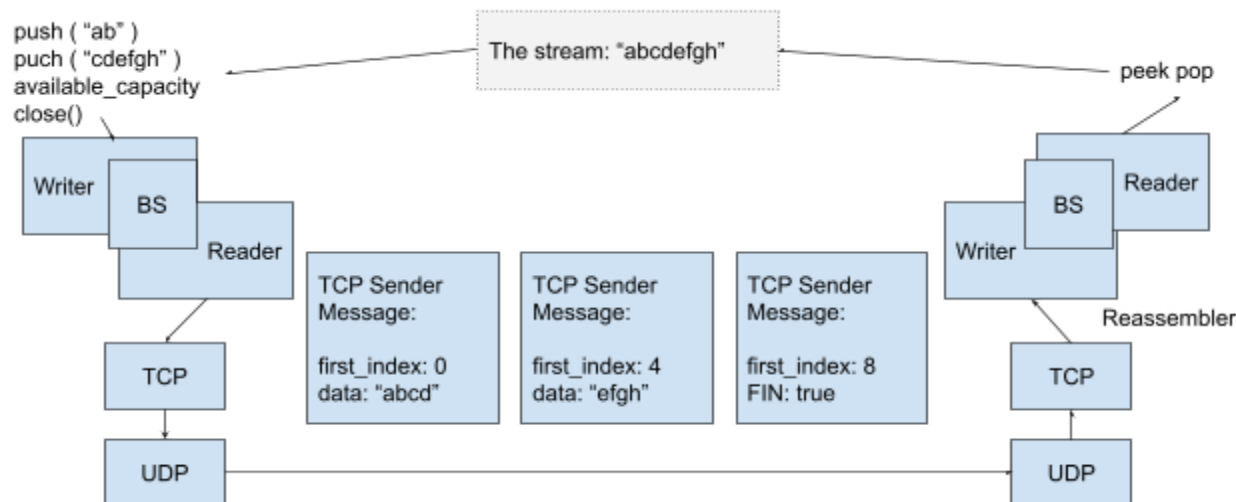 push ( “ab” )
puch ( “cdefgh” )
available_capacity
close()
The stream: “abcdefgh”
peek pop
Writer
BS
Reader
TCP Sender
Message:
first_index: 0
data: “abcd”
TCP Sender
Message:
first_index: 4
data: “efgh”
TCP Sender
Message:
first_index: 8
FIN: true
BS
Reader
Writer
Reassembler
TCP
TCP
UDP
UDP